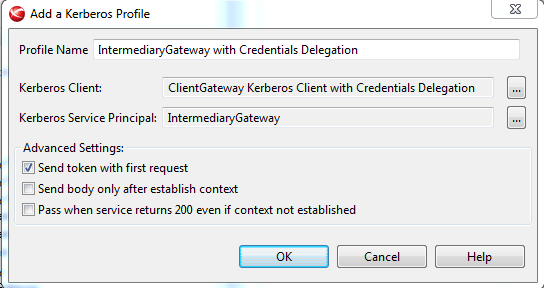 Add a Kerberos Profile
Profile Name IntermediaryGateway with Credentials Delegation
Kerberos Client: ClientGateway Kerberos Client with Credentials Delegation ...
Kerberos Service Principal: IntermediaryGateway ...
Advanced Settings:
Send token with first request
Send body only after establish context
Pass when service returns 200 even if context not established
OK Cancel Help